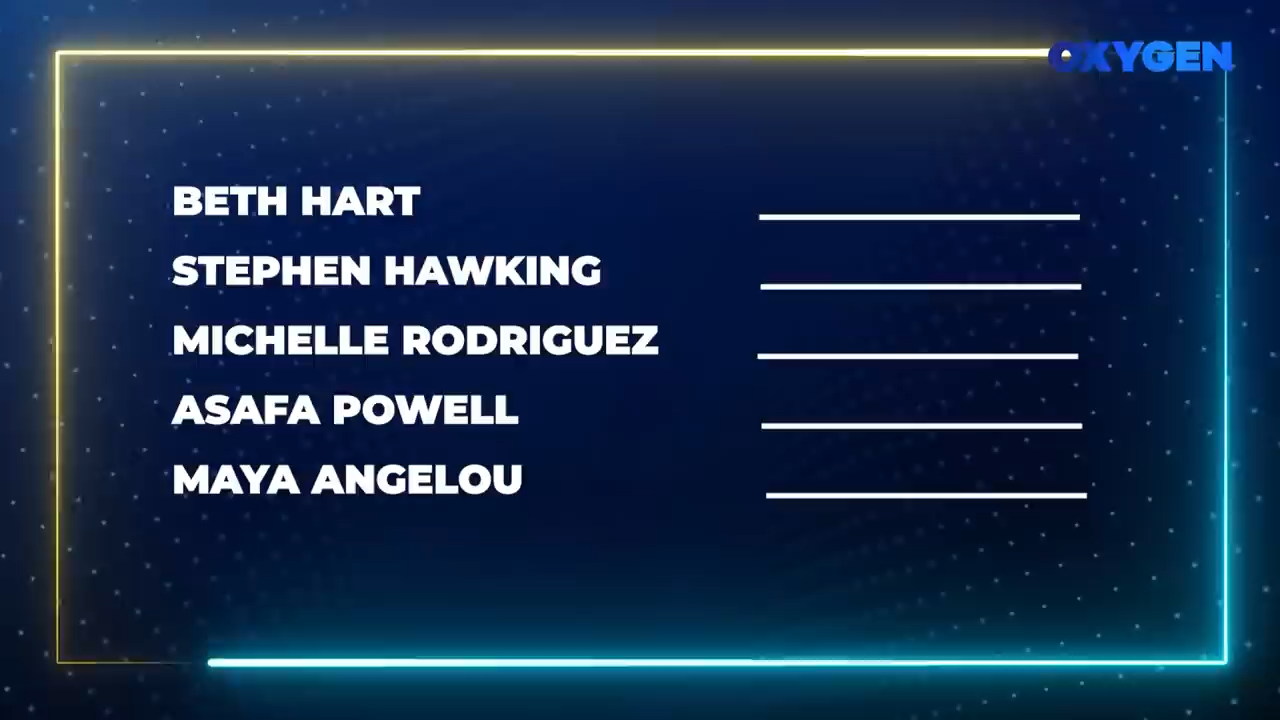 OXYGEN
BETH HART
STEPHEN HAWKING
MICHELLE RODRIGUEZ
ASAFA POWELL
MAYA ANGELOU